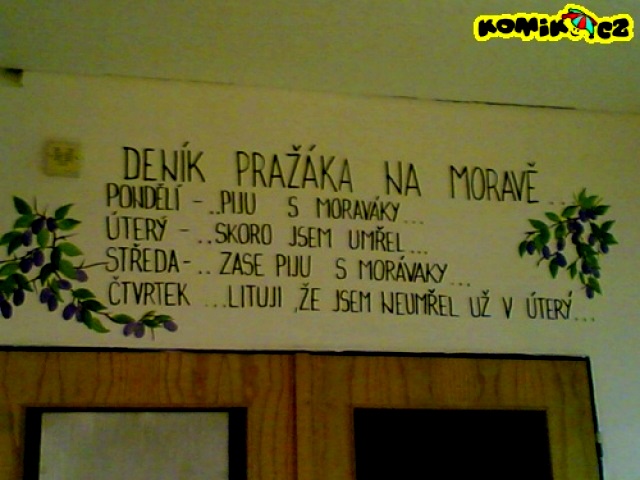 KOMIK.CZ
DENÍK PRAŽÁKA NA MORAVĚ...
PONDĚLÍ - ..PIJU S MORAVÁKY...
ÚTERÝ - ..SKORO JSEM UMŘEL...
STŘEDA - .. ZASE PIJU S MORÁVAKY...
ČTVRTEK ...LITUJI ,ŽE JSEM NEUMŘEL UŽ V ÚTERÝ...